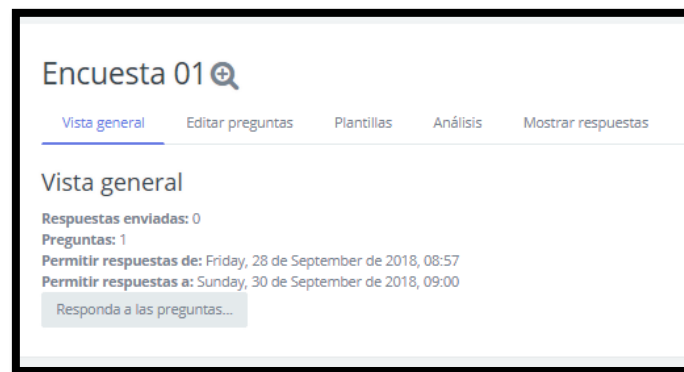 Encuesta 01
Vista general Editar preguntas Plantillas Análisis Mostrar respuestas
Vista general
Respuestas enviadas: 0
Preguntas: 1
Permitir respuestas de: Friday, 28 de September de 2018, 08:57
Permitir respuestas a: Sunday, 30 de September de 2018, 09:00
Responda a las preguntas...